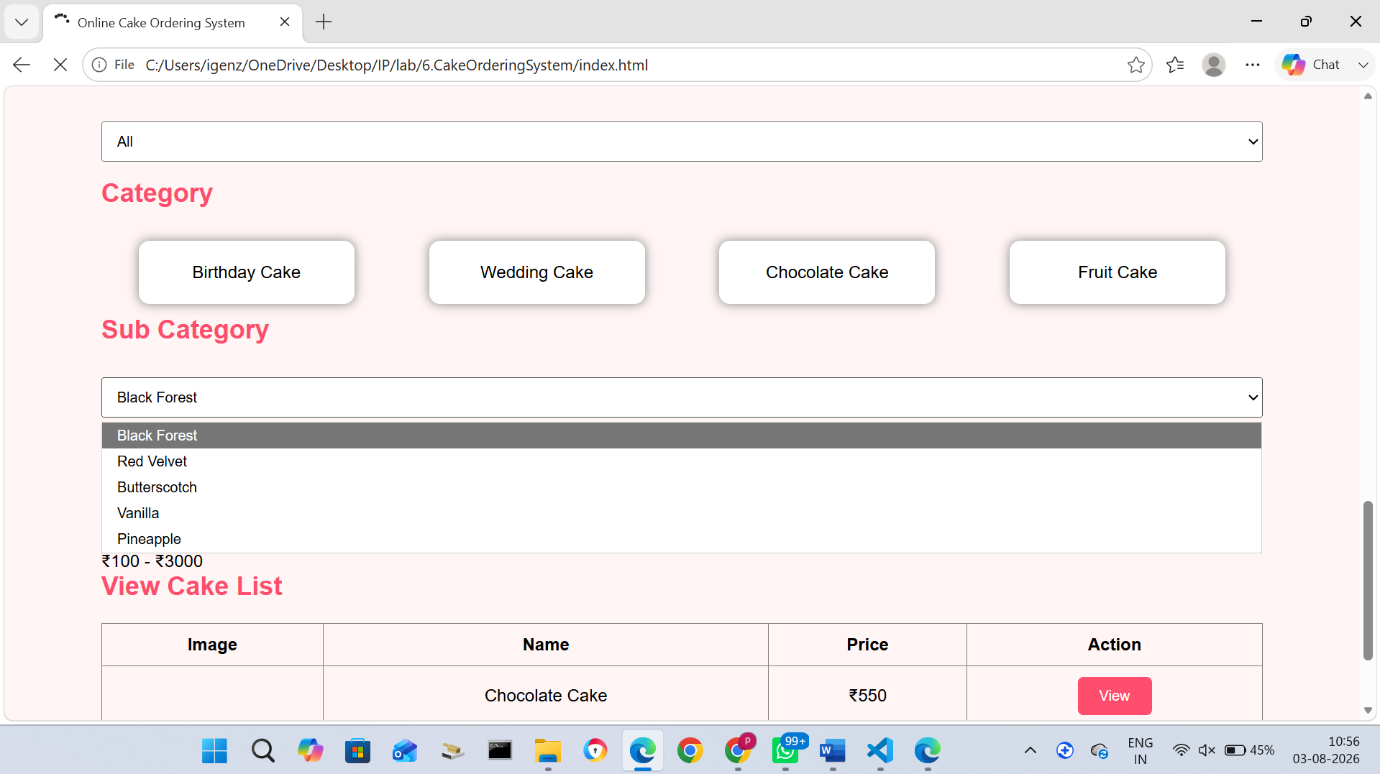 Online Cake Ordering System
File C:/Users/igenz/OneDrive/Desktop/IP/lab/6.CakeOrderingSystem/index.html
Chat
All
Category
Birthday Cake Wedding Cake Chocolate Cake Fruit Cake
Sub Category
Black Forest
Black Forest
Red Velvet
Butterscotch
Vanilla
Pineapple
₹100 - ₹3000
View Cake List
Image Name Price Action
Chocolate Cake ₹550 View
P 99+ W ENG 45% 10:56
IN 03-08-2026